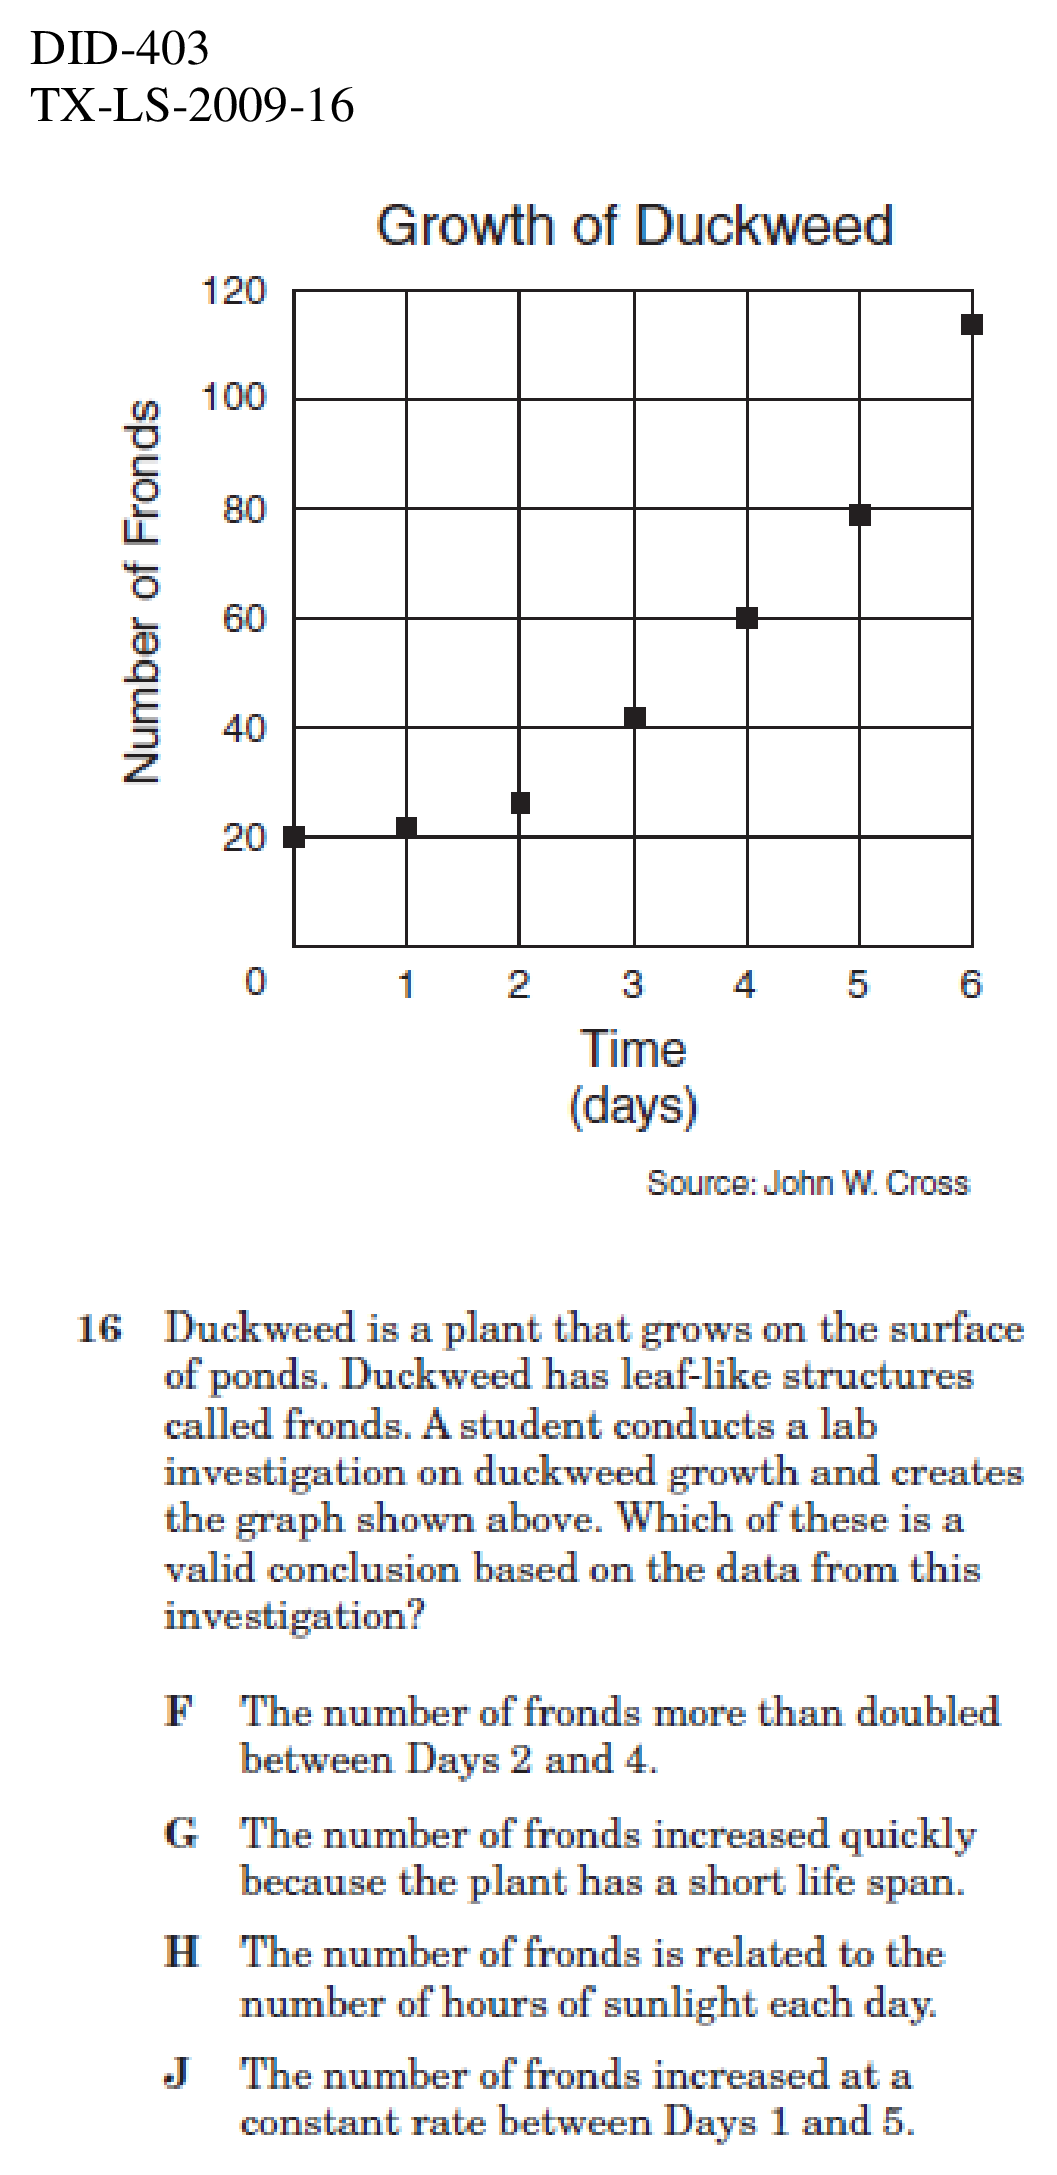 DID-403
TX-LS-2009-16
Growth of Duckweed
120
100
80
60
40
20
Number of Fronds
0 1 2 3 4 5 6
Time
(days)
Source: John W. Cross
16 Duckweed is a plant that grows on the surface
of ponds. Duckweed has leaf-like structures
called fronds. A student conducts a lab
investigation on duckweed growth and creates
the graph shown above. Which of these is a
valid conclusion based on the data from this
investigation?
F The number of fronds more than doubled
between Days 2 and 4.
G The number of fronds increased quickly
because the plant has a short life span.
H The number of fronds is related to the
number of hours of sunlight each day.
J The number of fronds increased at a
constant rate between Days 1 and 5.